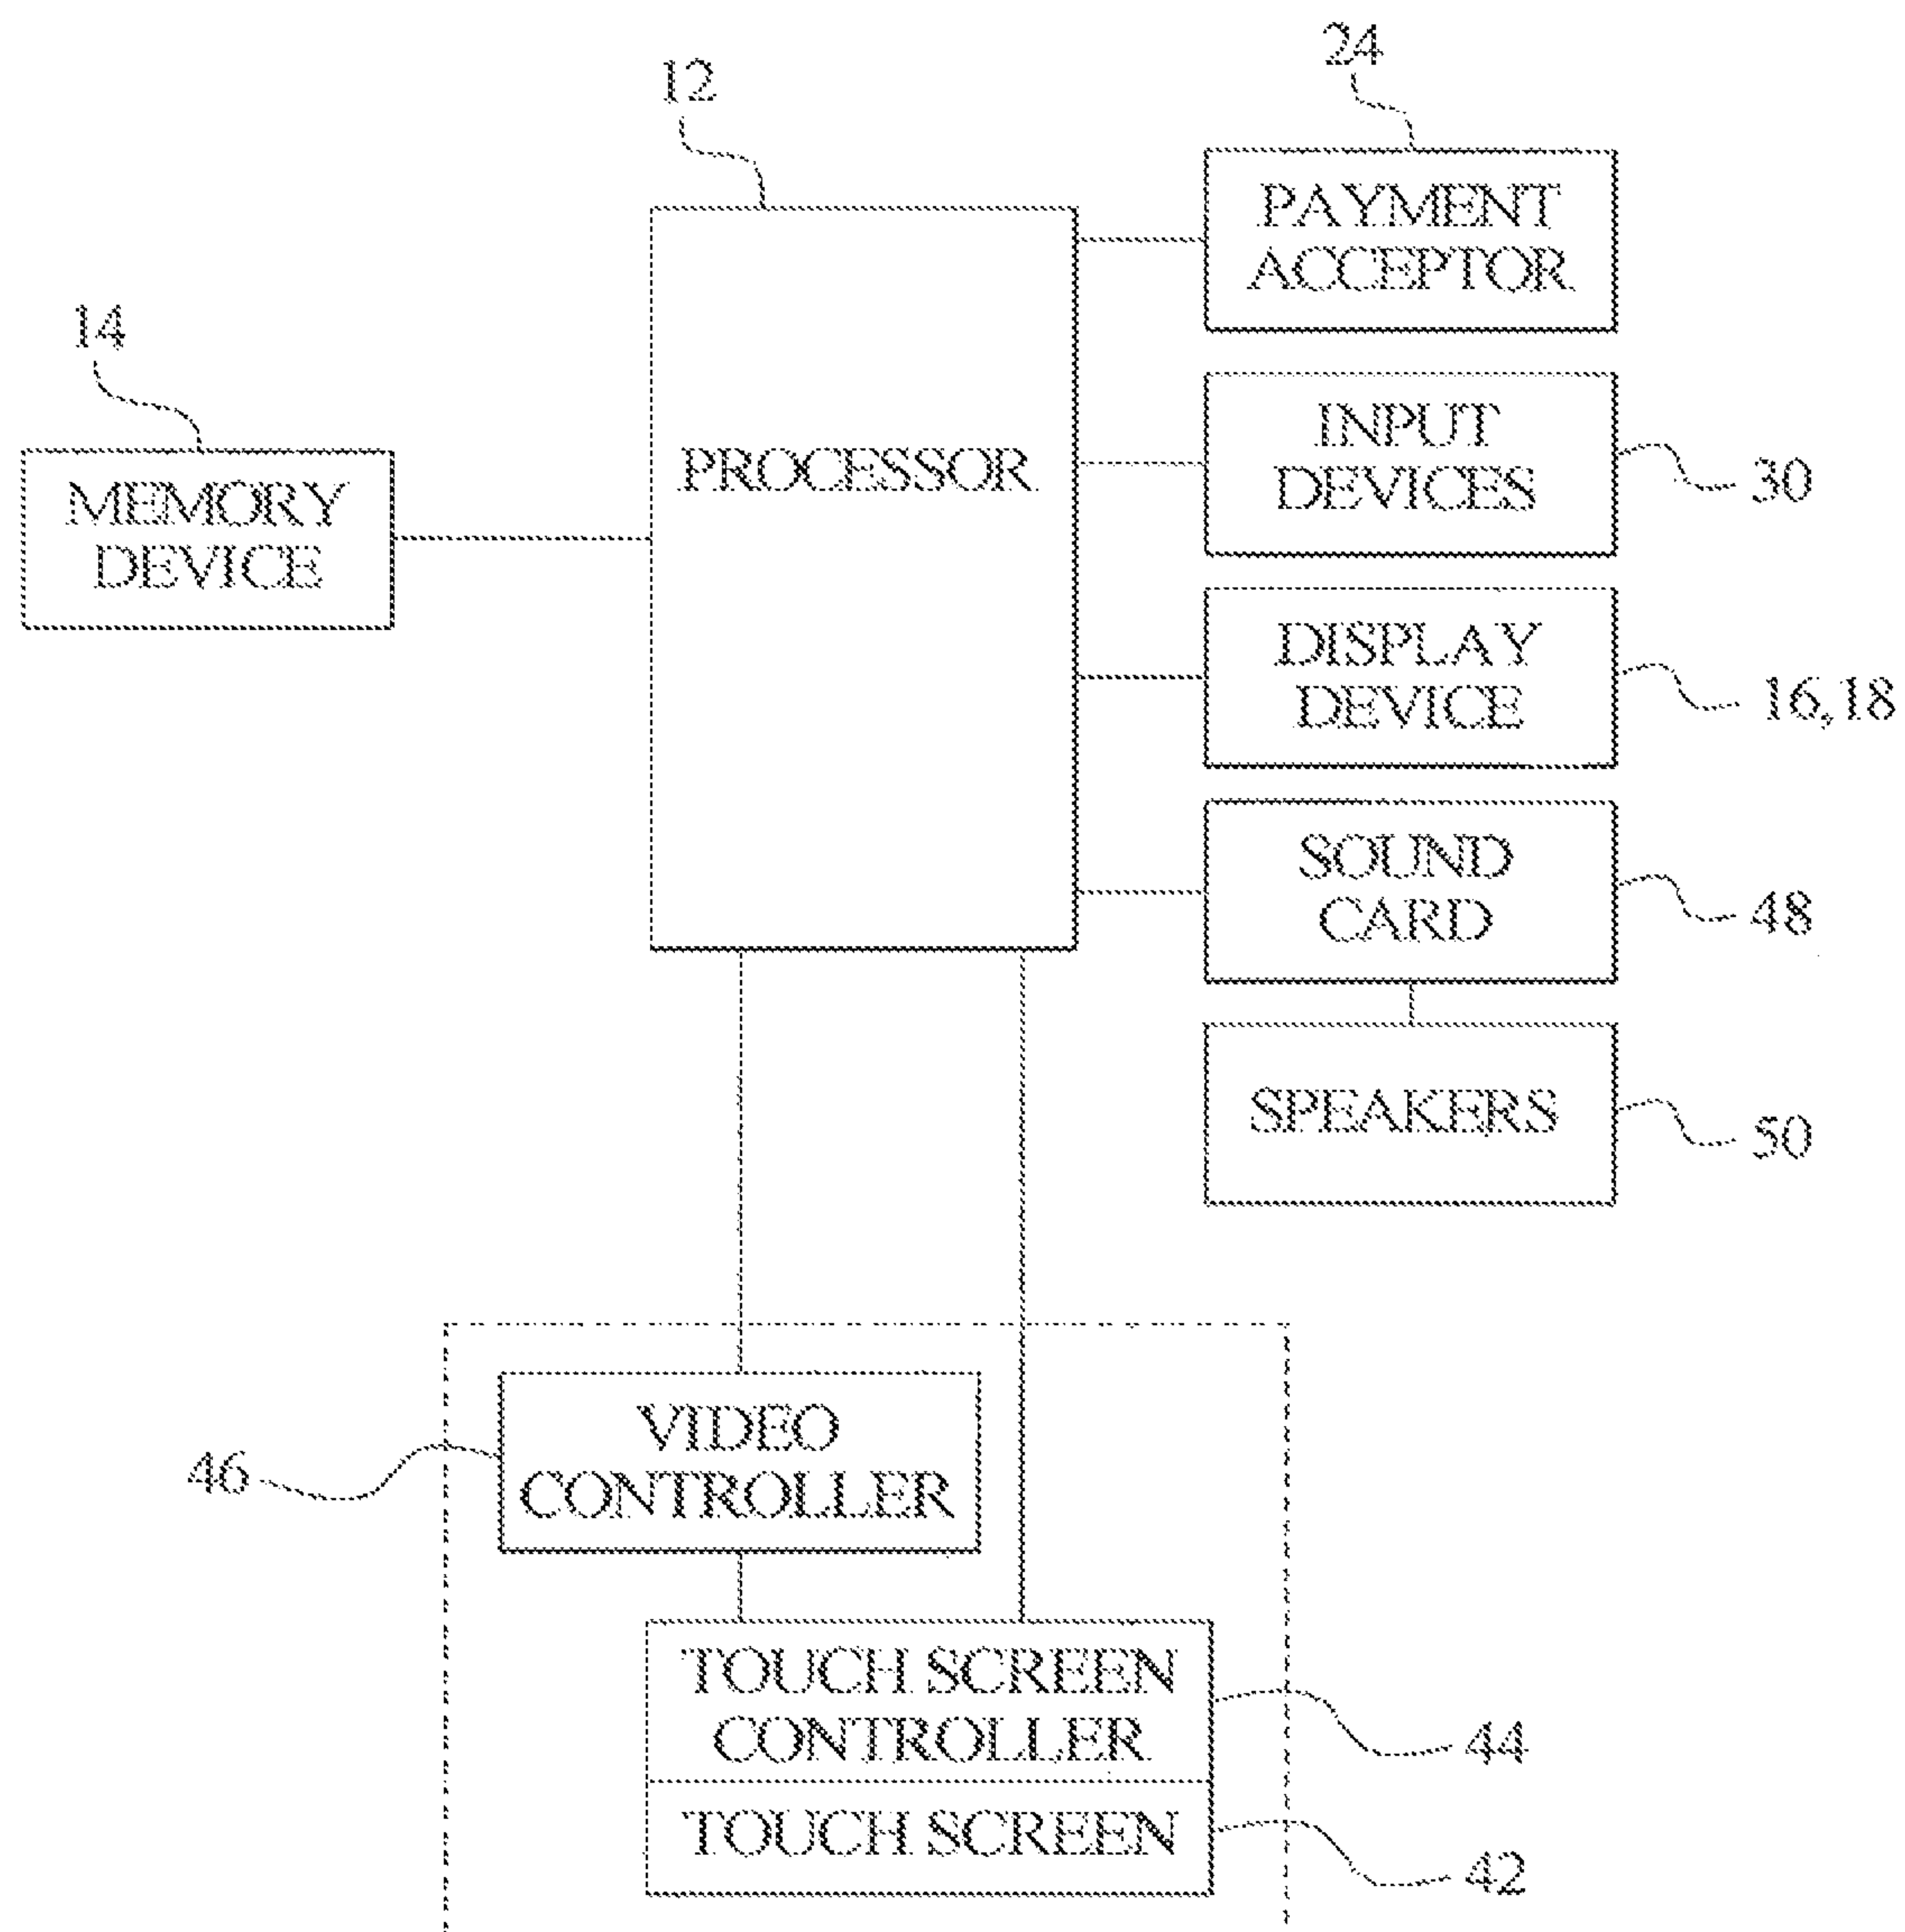 24
12
PAYMENT
ACCEPTOR
14
INPUT
DEVICES
30
PROCESSOR
MEMORY
DEVICE
DISPLAY
DEVICE
16,18
SOUND
CARD
48
SPEAKERS
50
VIDEO
CONTROLLER
46
TOUCH SCREEN
CONTROLLER
44
TOUCH SCREEN
42